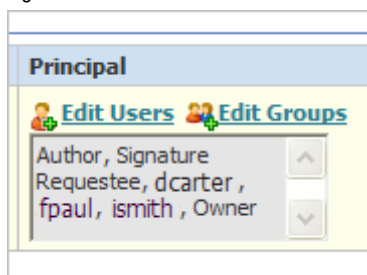 Principal
Edit Users Edit Groups
Author, Signature
Requestee, dcarter ,
fpaul, ismith , Owner